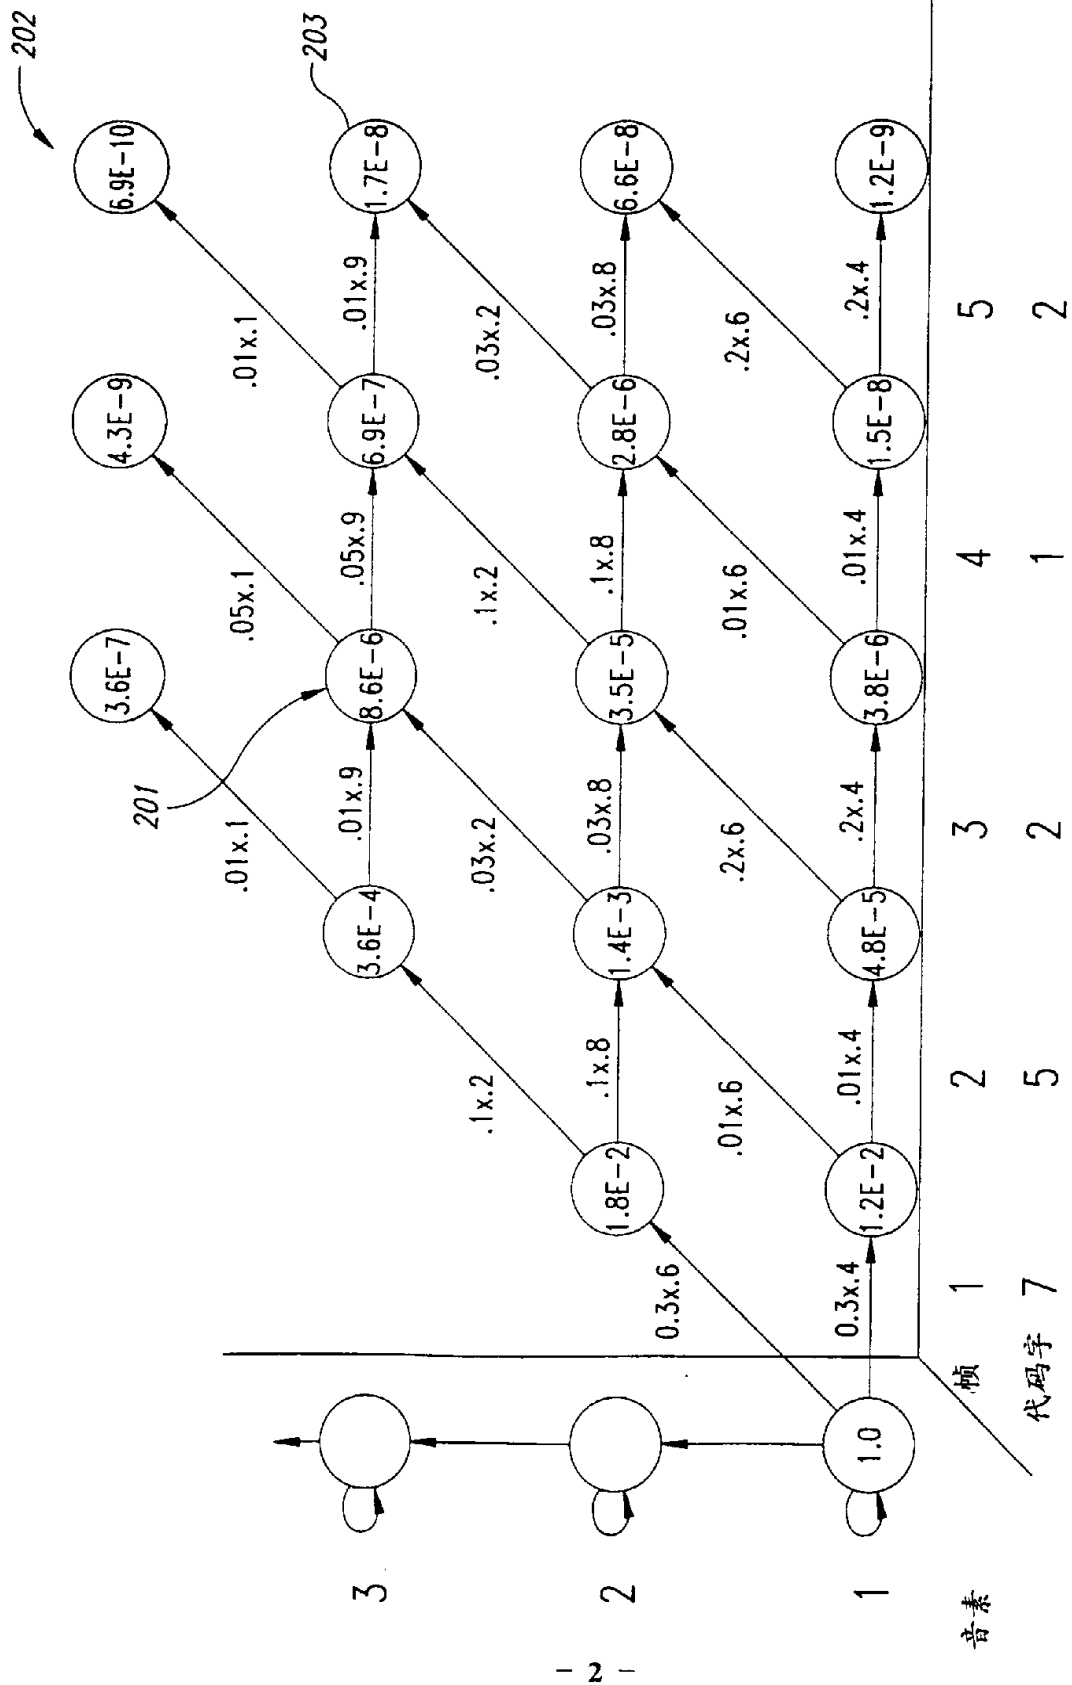 202
6.9E-10
4.3E-9
3.6E-7
203
.01x.1
.05x.1
.01x.1
1.7E-8
.01x.9
6.9E-7
.05x.9
8.6E-6
.01x.9
3.6E-4
201
.03x.2
.1x.2
.03x.2
.1x.2
6.6E-8
.03x.8
2.8E-6
.1x.8
3.5E-5
.03x.8
1.4E-3
.1x.8
1.8E-2
.2x.6
.01x.6
.2x.6
.01x.6
0.3x.6
1.2E-9
.2x.4
1.5E-8
.01x.4
3.8E-6
.2x.4
4.8E-5
.01x.4
1.2E-2
0.3x.4
1.0
3
2
1
音素
帧 1 2 3 4 5
代码字 7 5 2 1 2
- 2 -